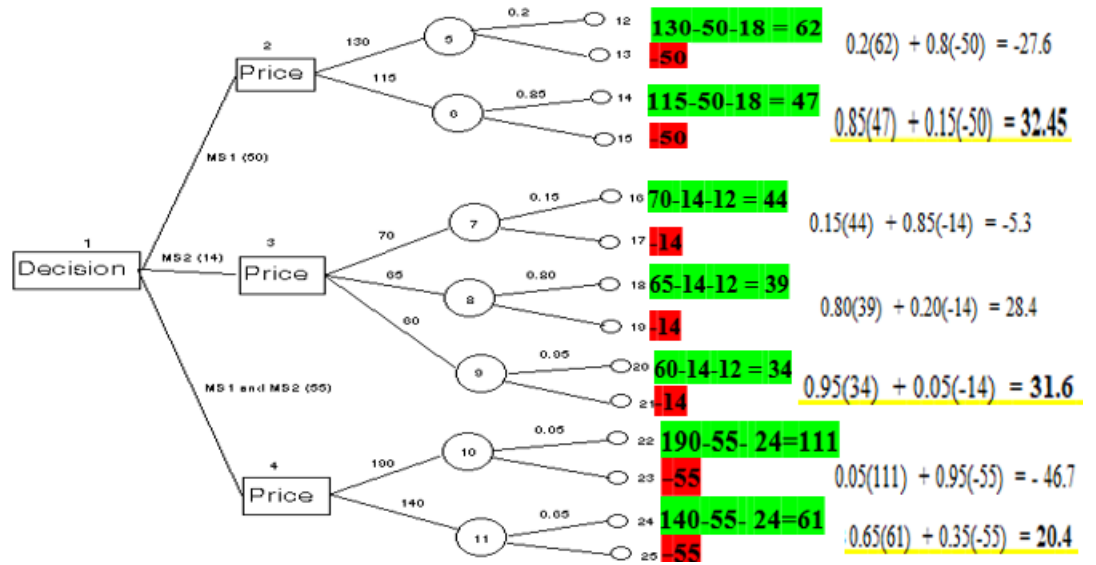 0.2
12
130-50-18 = 62
0.2(62) + 0.8(-50) = -27.6
2
130
5
13
-50
Price
115
0.85
14
115-50-18 = 47
0.85(47) + 0.15(-50) = 32.45
6
15
-50
MS1 (50)
0.15
16
70-14-12 = 44
0.15(44) + 0.85(-14) = -5.3
7
70
17
-14
1
3
MS2 (14)
Decision
Price
65
0.80
18
65-14-12 = 39
0.80(39) + 0.20(-14) = 28.4
8
19
-14
60
0.95
20
60-14-12 = 34
0.95(34) + 0.05(-14) = 31.6
9
21
-14
MS1 and MS2 (55)
0.05
22
190-55- 24=111
0.05(111) + 0.95(-55) = - 46.7
10
23
-55
4
190
Price
140
24
140-55- 24=61
0.65(61) + 0.35(-55) = 20.4
11
25
-55